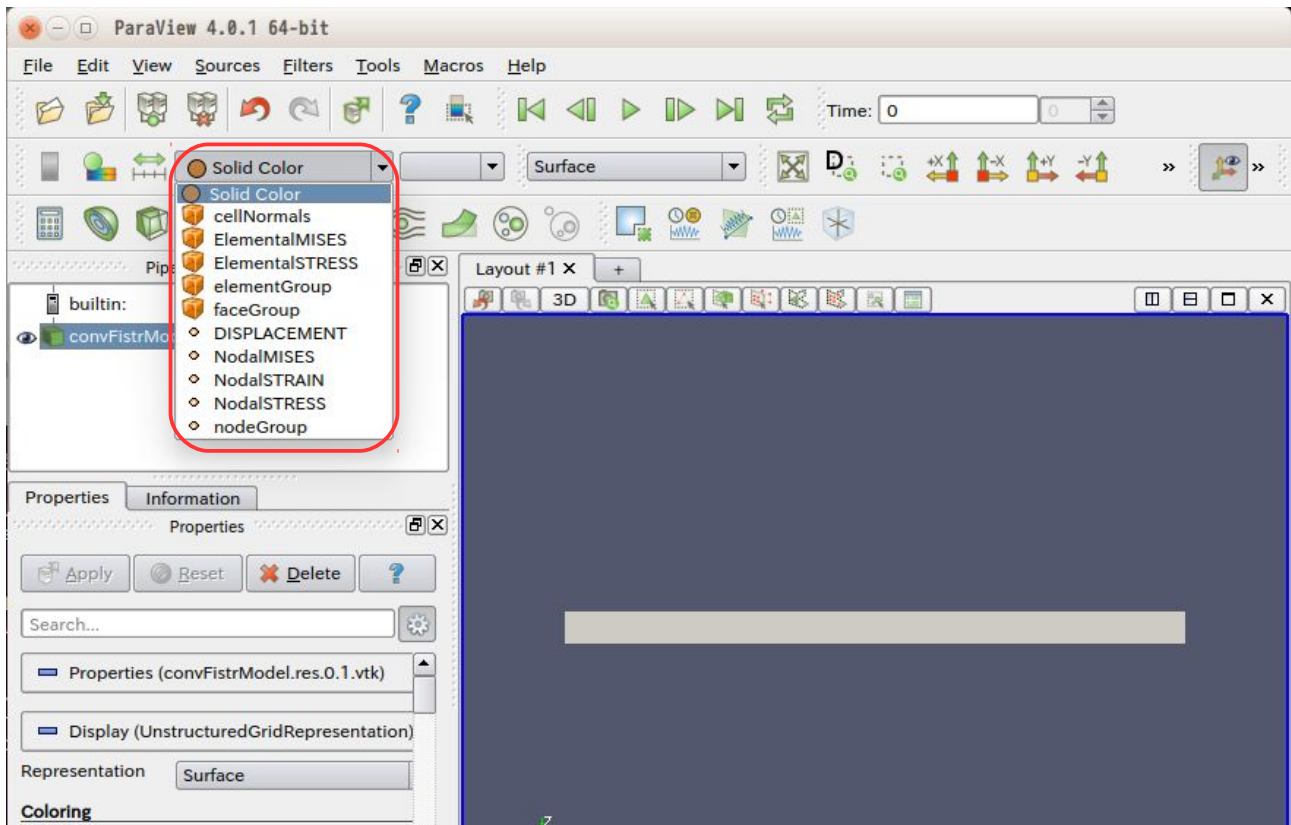 ParaView 4.0.1 64-bit
File Edit View Sources Filters Tools Macros Help
Time: 0 0
Solid Color Surface
Solid Color
cellNormals
ElementalMISES
ElementalSTRESS
elementGroup
faceGroup
DISPLACEMENT
NodalMISES
NodalSTRAIN
NodalSTRESS
nodeGroup
+X -X +Y -Y
Layout #1 +
builtin:
3D
Properties Information
Properties
Apply Reset Delete
Search...
Properties (convFistrModel.res.0.1.vtk)
Display (UnstructuredGridRepresentation)
Representation Surface
Coloring
Z